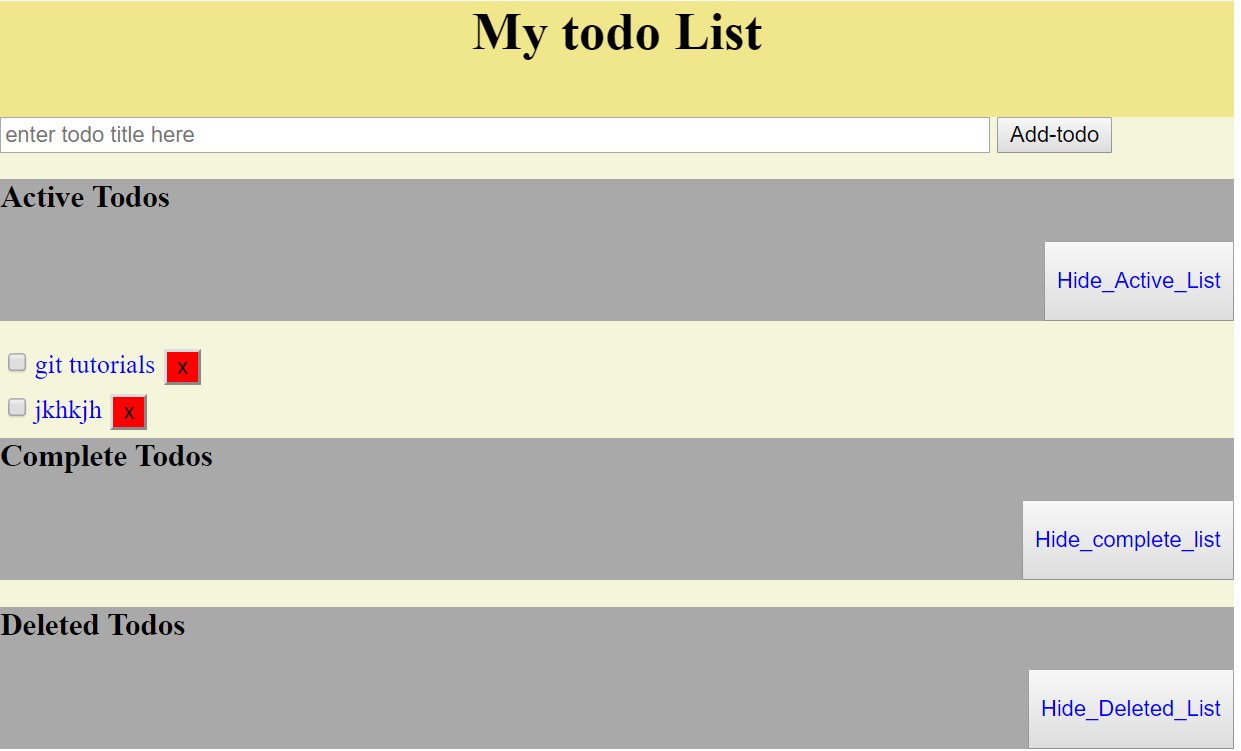 My todo List
enter todo title here Add-todo
Active Todos
Hide_Active_List
git tutorials x
jkhkjh x
Complete Todos
Hide_complete_list
Deleted Todos
Hide_Deleted_List